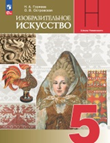 Н. А. Горяева
О. В. Островская
ИЗОБРАЗИТЕЛЬНОЕ
ИСКУССТВО
5